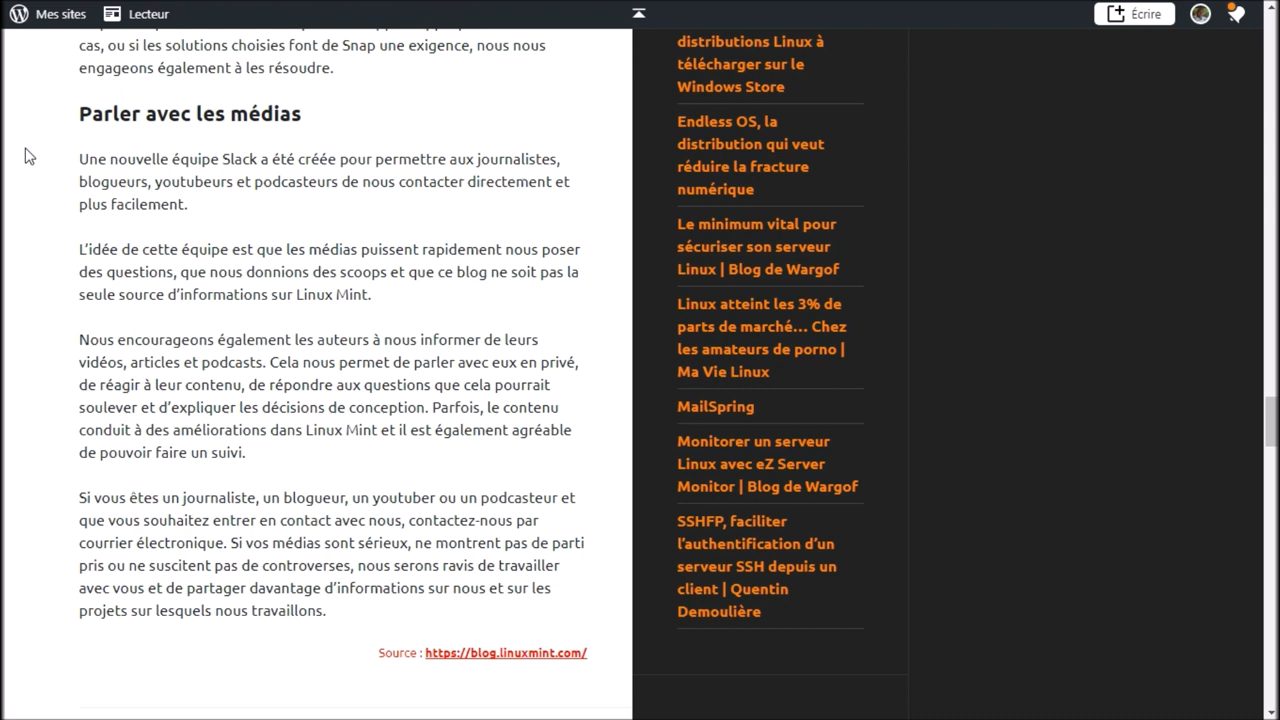 Mes sites
Lecteur
Écrire
cas, ou si les solutions choisies font de Snap une exigence, nous nous
engageons également à les résoudre.
Parler avec les médias
Une nouvelle équipe Slack a été créée pour permettre aux journalistes,
blogueurs, youtubeurs et podcasteurs de nous contacter directement et
plus facilement.
L’idée de cette équipe est que les médias puissent rapidement nous poser
des questions, que nous donnions des scoops et que ce blog ne soit pas la
seule source d’informations sur Linux Mint.
Nous encourageons également les auteurs à nous informer de leurs
vidéos, articles et podcasts. Cela nous permet de parler avec eux en privé,
de réagir à leur contenu, de répondre aux questions que cela pourrait
soulever et d’expliquer les décisions de conception. Parfois, le contenu
conduit à des améliorations dans Linux Mint et il est également agréable
de pouvoir faire un suivi.
Si vous êtes un journaliste, un blogueur, un youtuber ou un podcasteur et
que vous souhaitez entrer en contact avec nous, contactez-nous par
courrier électronique. Si vos médias sont sérieux, ne montrent pas de parti
pris ou ne suscitent pas de controverses, nous serons ravis de travailler
avec vous et de partager davantage d’informations sur nous et sur les
projets sur lesquels nous travaillons.
Source : https://blog.linuxmint.com/
distributions Linux à
télécharger sur le
Windows Store
Endless OS, la
distribution qui veut
réduire la fracture
numérique
Le minimum vital pour
sécuriser son serveur
Linux | Blog de Wargof
Linux atteint les 3% de
parts de marché… Chez
les amateurs de porno |
Ma Vie Linux
MailSpring
Monitorer un serveur
Linux avec eZ Server
Monitor | Blog de Wargof
SSHFP, faciliter
l’authentification d’un
serveur SSH depuis un
client | Quentin
Demoulière